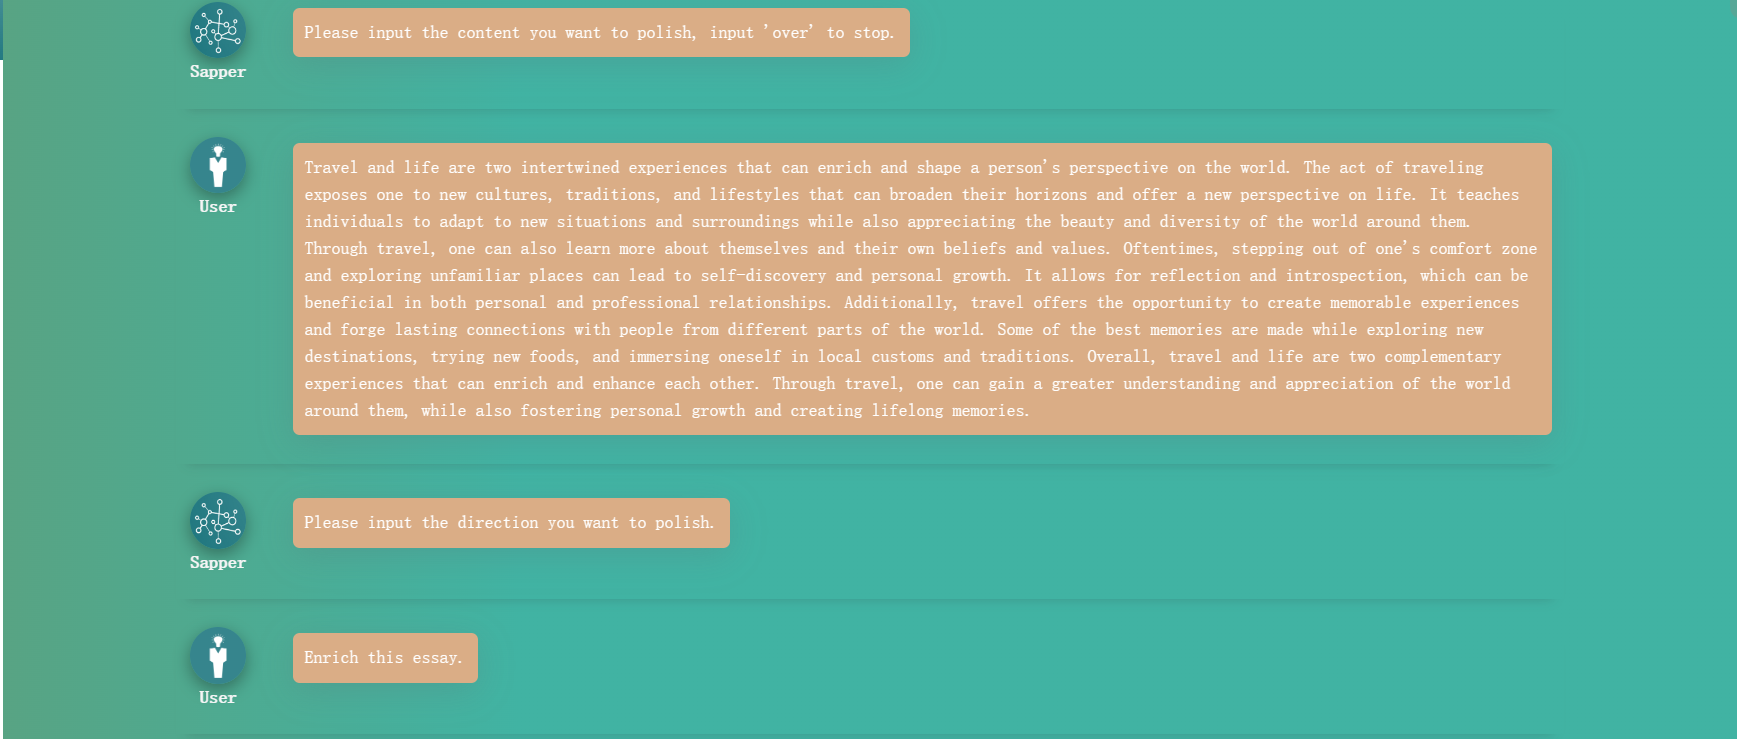 Please input the content you want to polish, input 'over' to stop.
Sapper
Travel and life are two intertwined experiences that can enrich and shape a person's perspective on the world. The act of traveling
exposes one to new cultures, traditions, and lifestyles that can broaden their horizons and offer a new perspective on life. It teaches
individuals to adapt to new situations and surroundings while also appreciating the beauty and diversity of the world around them.
Through travel, one can also learn more about themselves and their own beliefs and values. Oftentimes, stepping out of one's comfort zone
and exploring unfamiliar places can lead to self-discovery and personal growth. It allows for reflection and introspection, which can be
beneficial in both personal and professional relationships. Additionally, travel offers the opportunity to create memorable experiences
and forge lasting connections with people from different parts of the world. Some of the best memories are made while exploring new
destinations, trying new foods, and immersing oneself in local customs and traditions. Overall, travel and life are two complementary
experiences that can enrich and enhance each other. Through travel, one can gain a greater understanding and appreciation of the world
around them, while also fostering personal growth and creating lifelong memories.
User
Please input the direction you want to polish.
Sapper
Enrich this essay.
User